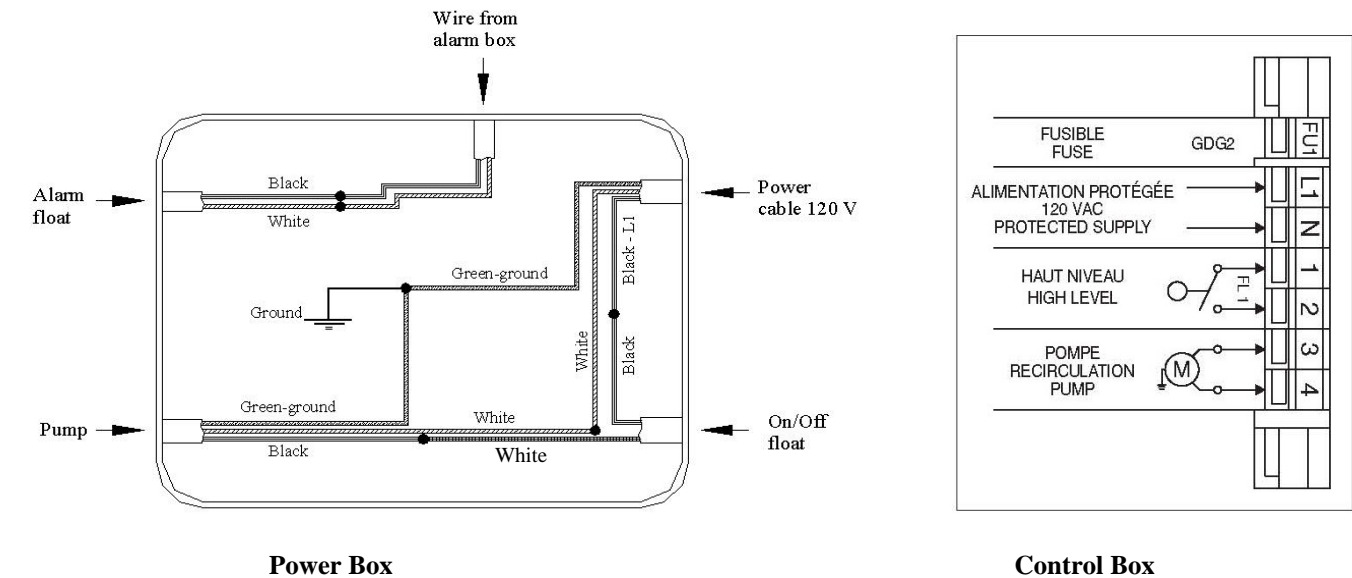 Wire from
alarm box
Alarm
float
Black
White
Power
cable 120 V
Black - L1
Green-ground
Ground
White
Black
Green-ground
White
Pump
Black
White
On/Off
float
Power Box
FUSIBLE
FUSE
GDG2
FU1
ALIMENTATION PROTÉGÉE
120 VAC
PROTECTED SUPPLY
L1
N
HAUT NIVEAU
HIGH LEVEL
FL 1
1
2
POMPE
RECIRCULATION
PUMP
M
3
4
Control Box